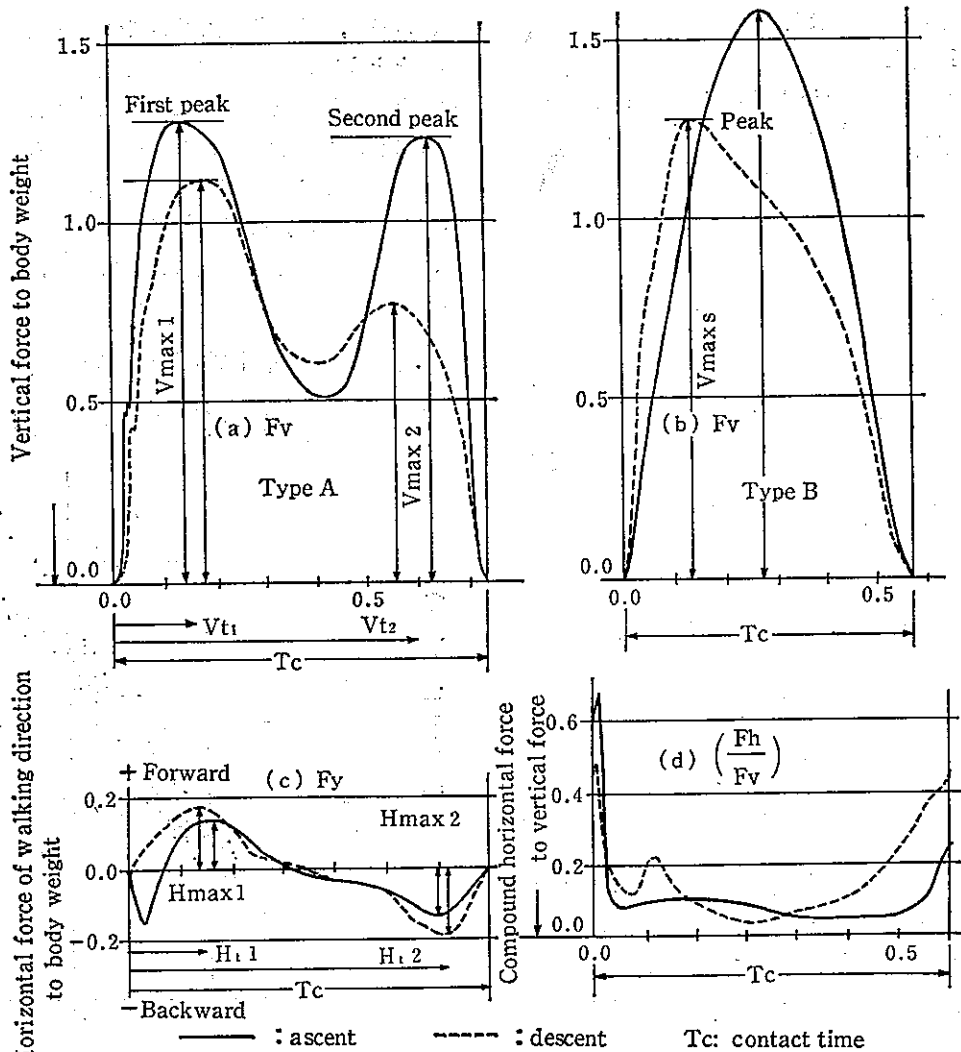 Vertical force to body weight
1.5
1.0
0.5
0.0
First peak
Second peak
Vmax 1
Vmax 2
(a) Fv
Type A
0.0
0.5
Vt1
Vt2
Tc
1.5
1.0
0.5
0.0
Peak
Vmax s
(b) Fv
Type B
0.0
0.5
Tc
orizontal force of walking direction
to body weight
+ Forward
(c) Fy
0.2
0.0
-0.2
Hmax 1
Hmax 2
Ht 1
Ht 2
Tc
−Backward
Compound horizontal force
to vertical force
0.6
0.4
0.2
0.0
(d) (Fh/Fv)
0.0
0.5
Tc
: ascent
: descent
Tc: contact time